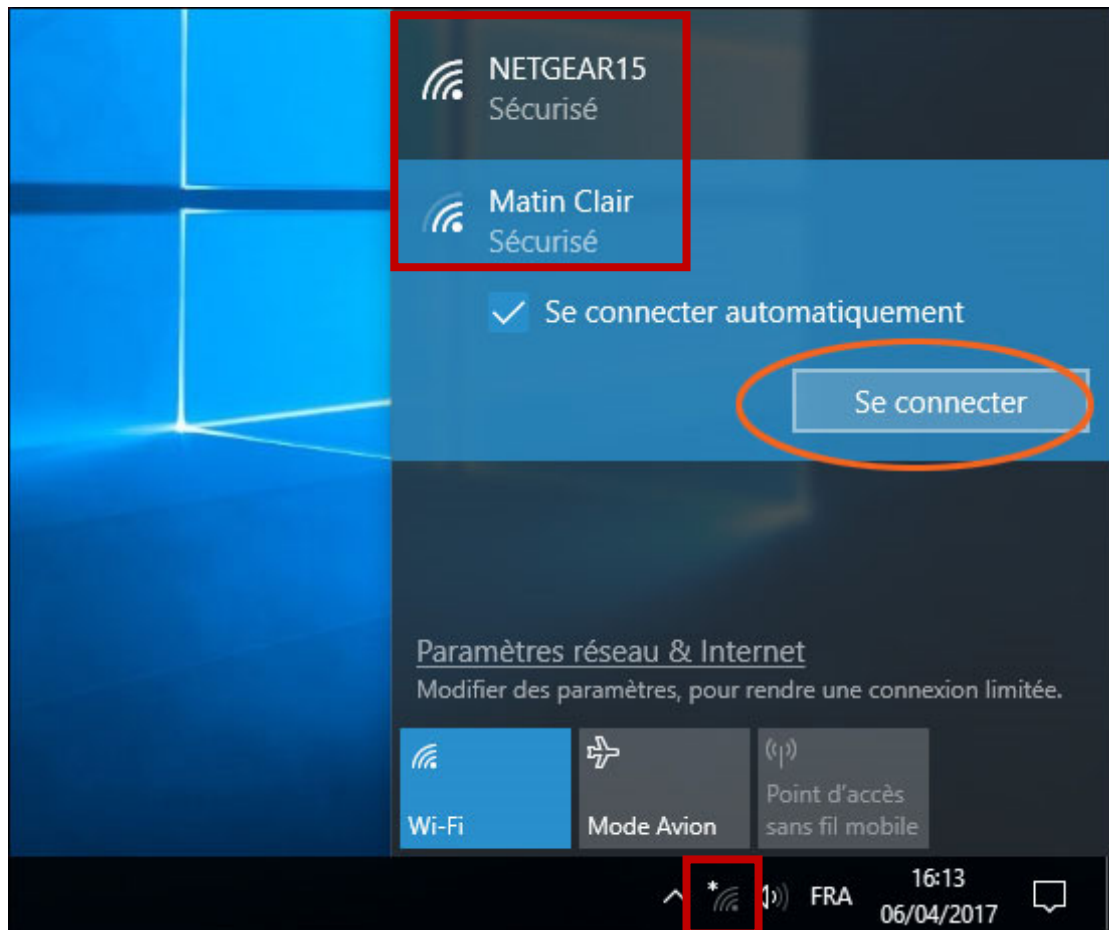 NETGEAR15
Sécurisé
Matin Clair
Sécurisé
Se connecter automatiquement
Se connecter
Paramètres réseau & Internet
Modifier des paramètres, pour rendre une connexion limitée.
Wi-Fi
Mode Avion
Point d'accès
sans fil mobile
FRA
16:13
06/04/2017